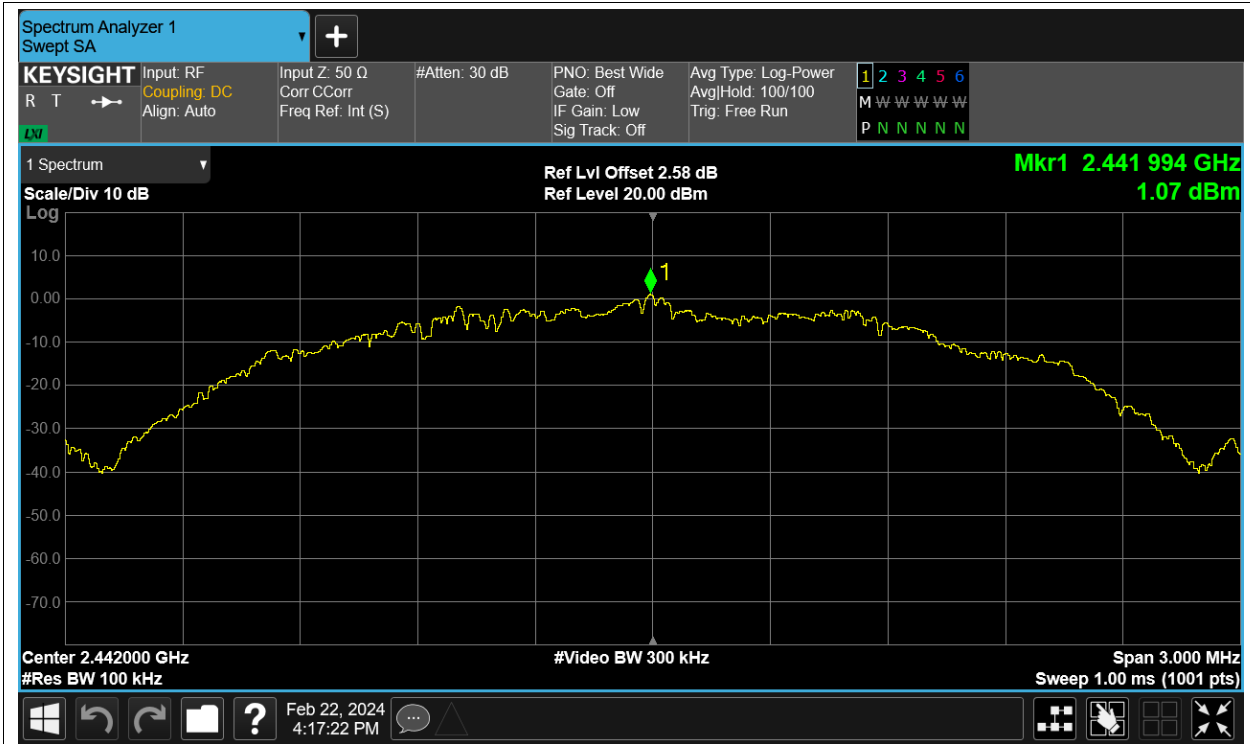 Spectrum Analyzer 1
Swept SA
KEYSIGHT
R T
LXI
Input: RF
Coupling: DC
Align: Auto
Input Z: 50 Ω
Corr CCorr
Freq Ref: Int (S)
#Atten: 30 dB
PNO: Best Wide
Gate: Off
IF Gain: Low
Sig Track: Off
Avg Type: Log-Power
Avg|Hold: 100/100
Trig: Free Run
1 2 3 4 5 6
M W W W W W
P N N N N N
1 Spectrum
Scale/Div 10 dB
Log
Ref Lvl Offset 2.58 dB
Ref Level 20.00 dBm
Mkr1 2.441 994 GHz
1.07 dBm
1
10.0
0.00
-10.0
-20.0
-30.0
-40.0
-50.0
-60.0
-70.0
Center 2.442000 GHz
#Video BW 300 kHz
Span 3.000 MHz
#Res BW 100 kHz
Sweep 1.00 ms (1001 pts)
?
Feb 22, 2024
4:17:22 PM